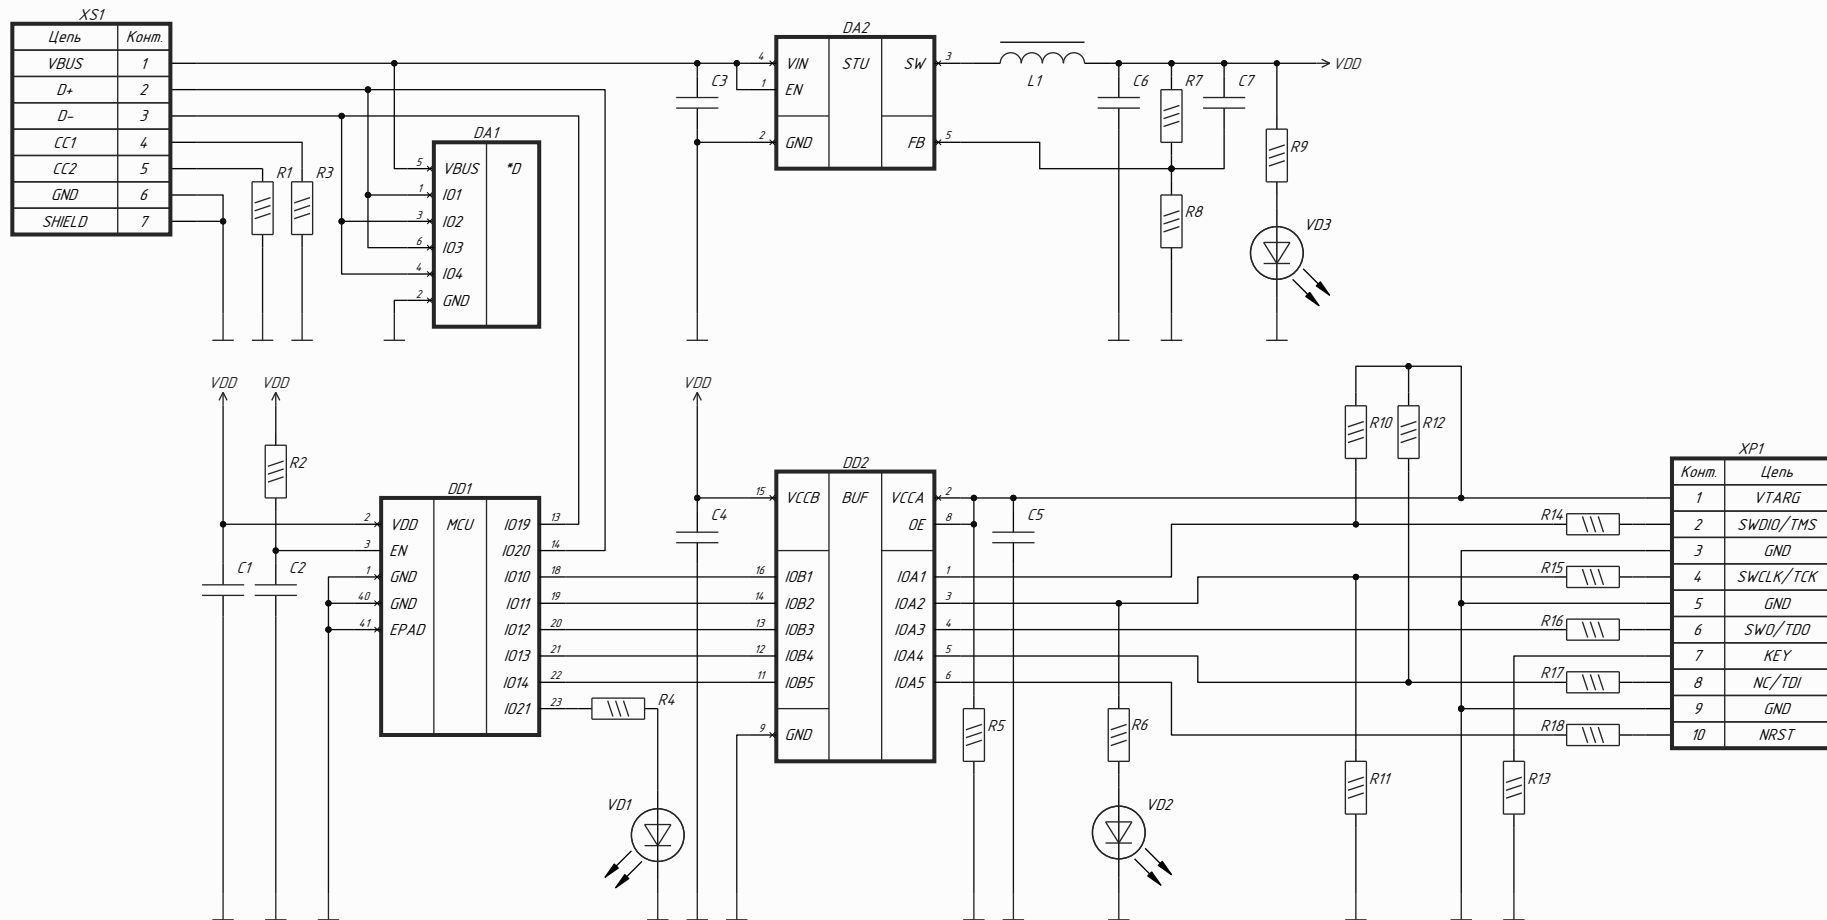 XS1
Цепь Конт.
VBUS 1
D+ 2
D- 3
CC1 4
CC2 5
GND 6
SHIELD 7
R1
R3
DA1
*D
5 VBUS
1 IO1
3 IO2
6 IO3
4 IO4
2 GND
C3
DA2
STU
4 VIN
1 EN
2 GND
SW 3
FB 5
L1
C6
R7
C7
VDD
R9
R8
VD3
VDD
VDD
R2
C1
C2
DD1
MCU
2 VDD
3 EN
1 GND
40 GND
41 EPAD
IO19 13
IO20 14
IO10 18
IO11 19
IO12 20
IO13 21
IO14 22
IO21 23
R4
VD1
VDD
C4
DD2
BUF
15 VCCB
16 IOB1
14 IOB2
13 IOB3
12 IOB4
11 IOB5
9 GND
VCCA 2
OE 8
IOA1 1
IOA2 3
IOA3 4
IOA4 5
IOA5 6
C5
R5
R6
VD2
R10
R12
R11
R13
R14
R15
R16
R17
R18
XP1
Конт. Цепь
1 VTARG
2 SWDIO/TMS
3 GND
4 SWCLK/TCK
5 GND
6 SWO/TDO
7 KEY
8 NC/TDI
9 GND
10 NRST